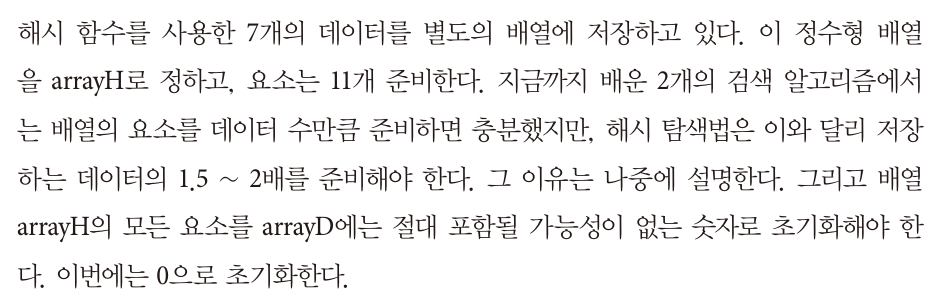 해시 함수를 사용한 7개의 데이터를 별도의 배열에 저장하고 있다. 이 정수형 배열
을 arrayH로 정하고, 요소는 11개 준비한다. 지금까지 배운 2개의 검색 알고리즘에서
는 배열의 요소를 데이터 수만큼 준비하면 충분했지만, 해시 탐색법은 이와 달리 저장
하는 데이터의 1.5 ~ 2배를 준비해야 한다. 그 이유는 나중에 설명한다. 그리고 배열
arrayH의 모든 요소를 arrayD에는 절대 포함될 가능성이 없는 숫자로 초기화해야 한
다. 이번에는 0으로 초기화한다.